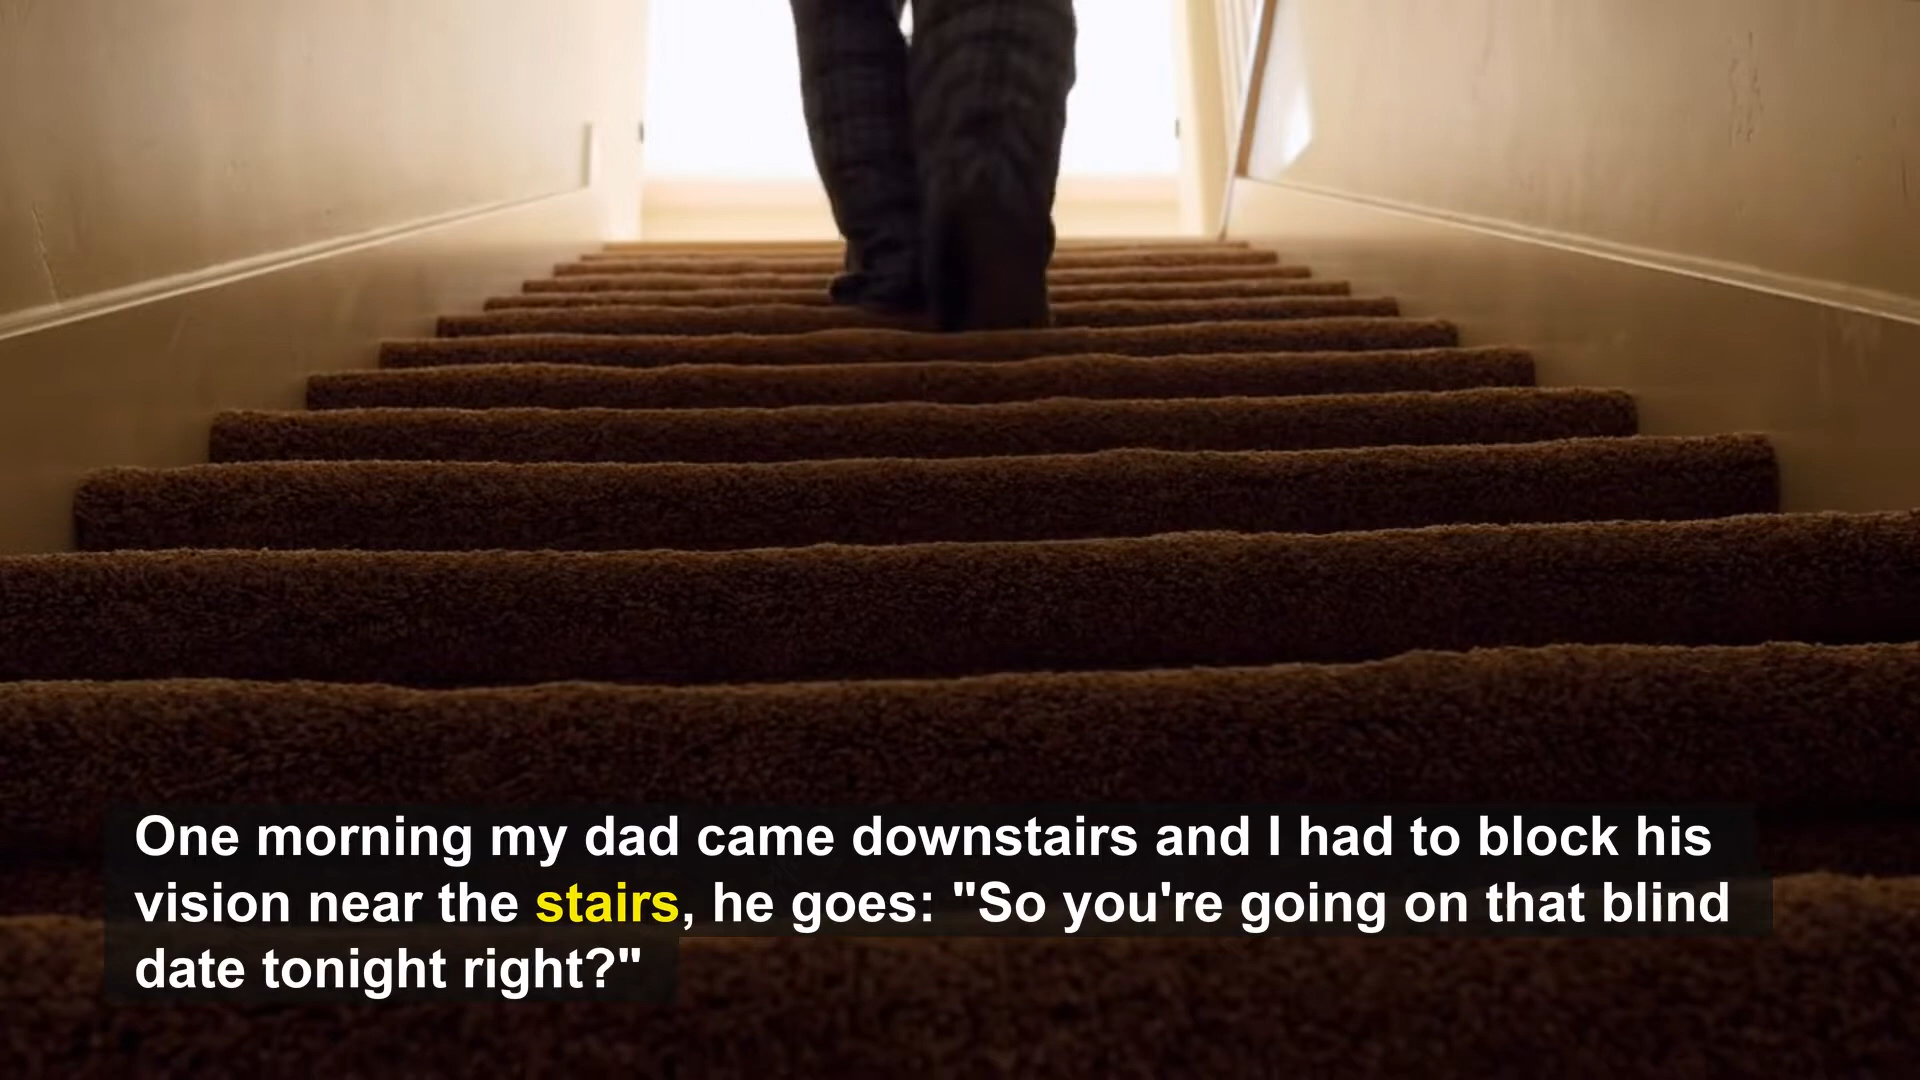 One morning my dad came downstairs and I had to block his
vision near the stairs, he goes: "So you're going on that blind
date tonight right?"